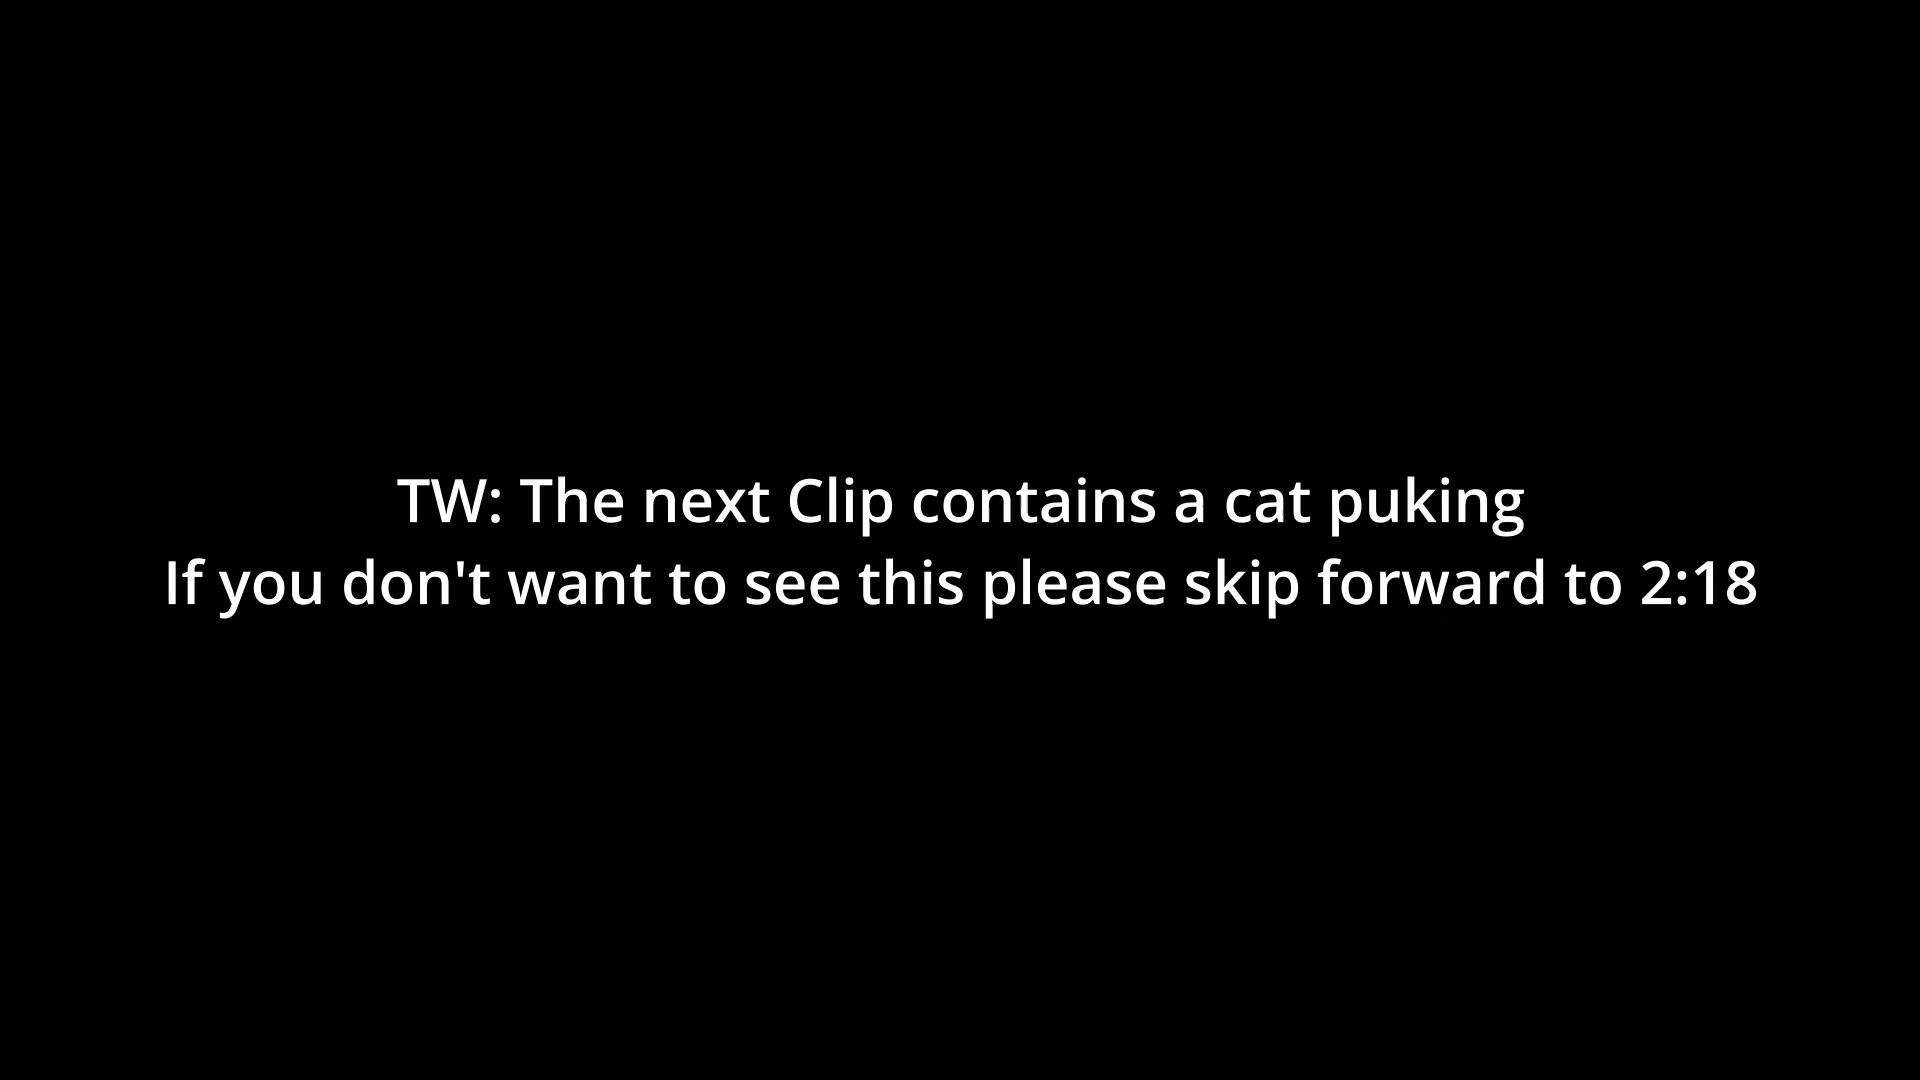 TW: The next Clip contains a cat puking
If you don't want to see this please skip forward to 2:18